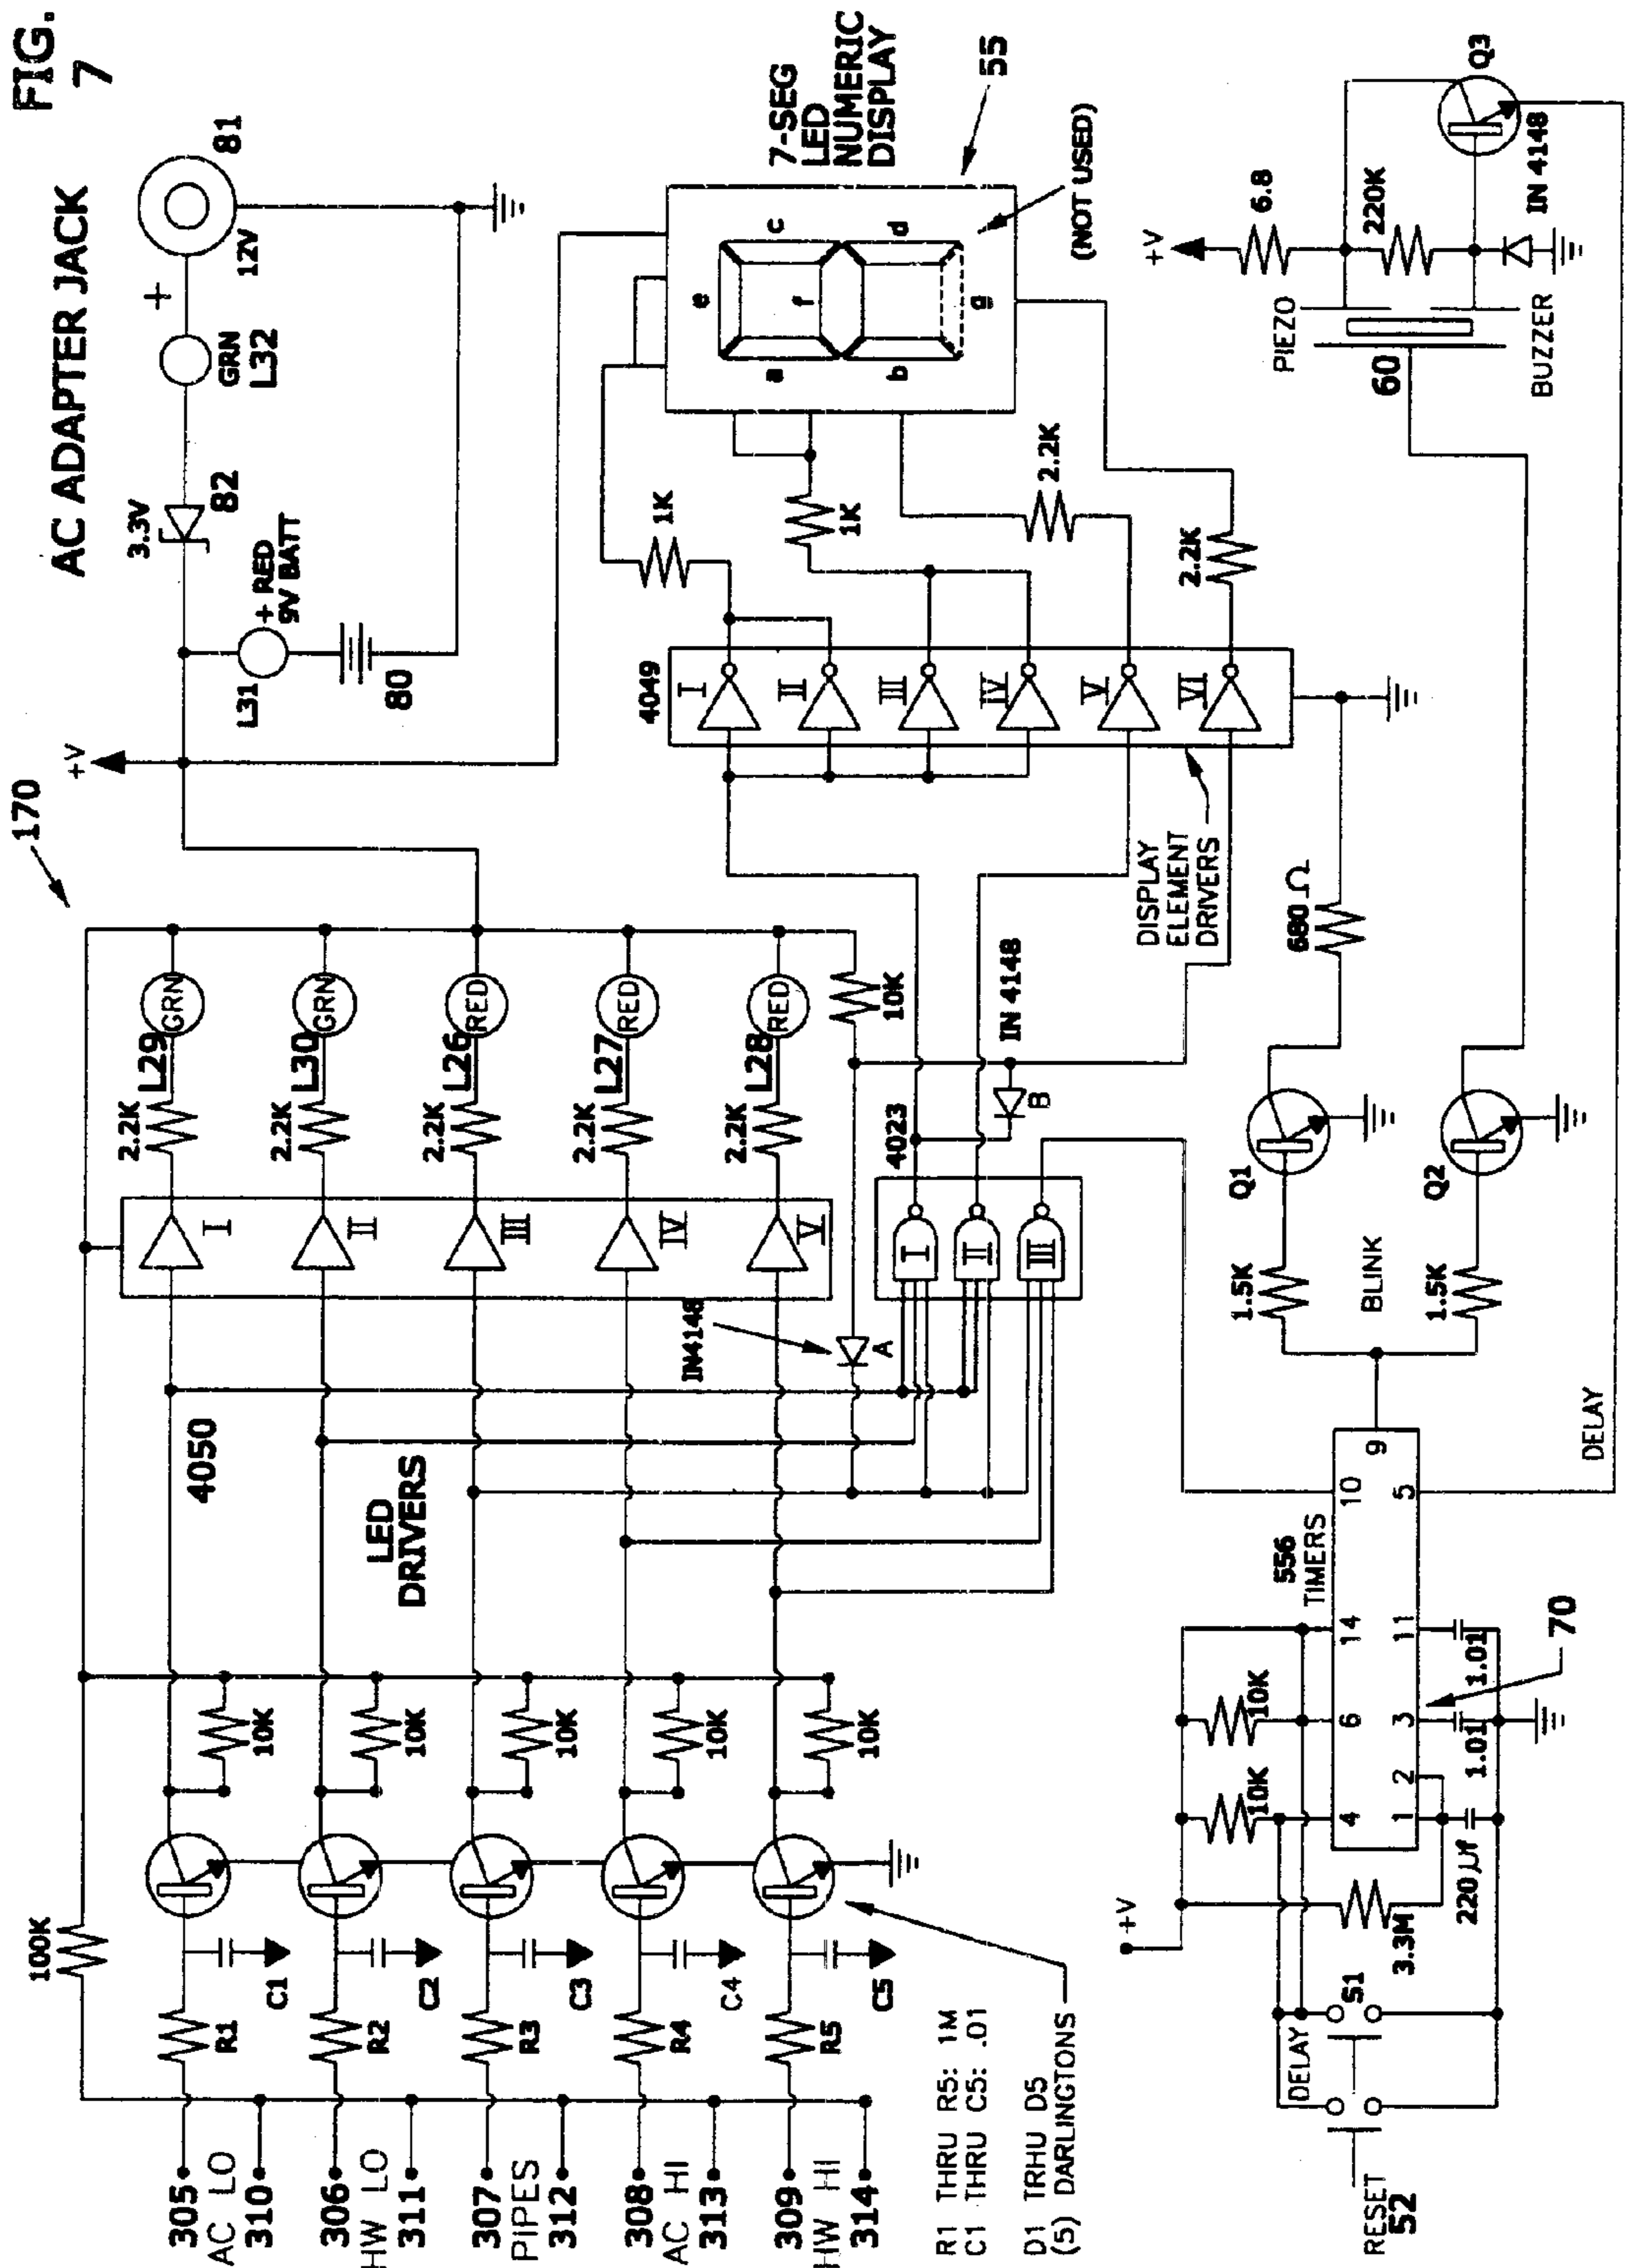 FIG.
7
170
AC ADAPTER JACK
+V
3.3V
82
+
GRN
L32
12V
81
L31
+ RED
9V BATT
80
7-SEG
LED
NUMERIC
DISPLAY
55
(NOT USED)
a
b
c
d
e
f
g
1K
1K
2.2K
2.2K
4049
I
II
III
IV
V
VI
DISPLAY
ELEMENT
DRIVERS
100K
305
AC LO
310
306
HW LO
311
307
PIPES
312
308
AC HI
313
309
HW HI
314
R1
R2
R3
R4
R5
C1
C2
C3
C4
C5
10K
10K
10K
10K
10K
4050
LED
DRIVERS
I
II
III
IV
V
2.2K
2.2K
2.2K
2.2K
2.2K
L29
L30
L26
L27
L28
GRN
GRN
RED
RED
RED
10K
IN4148
A
4023
I
II
III
B
IN 4148
R1 THRU R5: 1M
C1 THRU C5: .01
D1 TRHU D5
(5) DARLINGTONS
RESET
52
DELAY
S1
+V
3.3M
10K
10K
220µf
1.01
1.01
4
6
14
10
1
2
3
11
5
9
556
TIMERS
70
1.5K
BLINK
1.5K
Q1
Q2
680 Ω
DELAY
+V
6.8
220K
PIEZO
60
BUZZER
IN 4148
Q3